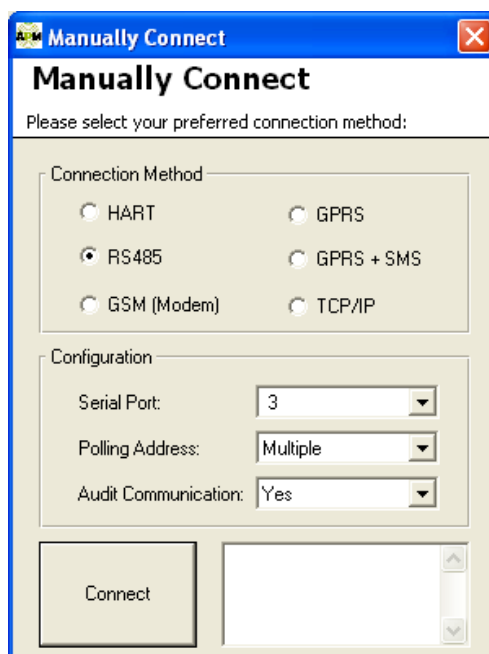 APM Manually Connect
Manually Connect
Please select your preferred connection method:
Connection Method
HART
GPRS
RS485
GPRS + SMS
GSM (Modem)
TCP/IP
Configuration
Serial Port: 3
Polling Address: Multiple
Audit Communication: Yes
Connect